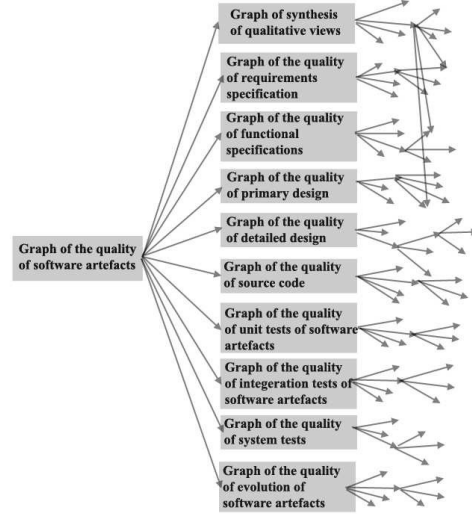 Graph of synthesis
of qualitative views
Graph of the quality
of requirements
specification
Graph of the quality
of functional
specifications
Graph of the quality
of primary design
Graph of the quality
of detailed design
Graph of the quality
of software artefacts
Graph of the quality
of source code
Graph of the quality
of unit tests of software
artefacts
Graph of the quality
of integeration tests of
software artefacts
Graph of the quality
of system tests
Graph of the quality
of evolution of
software artefacts